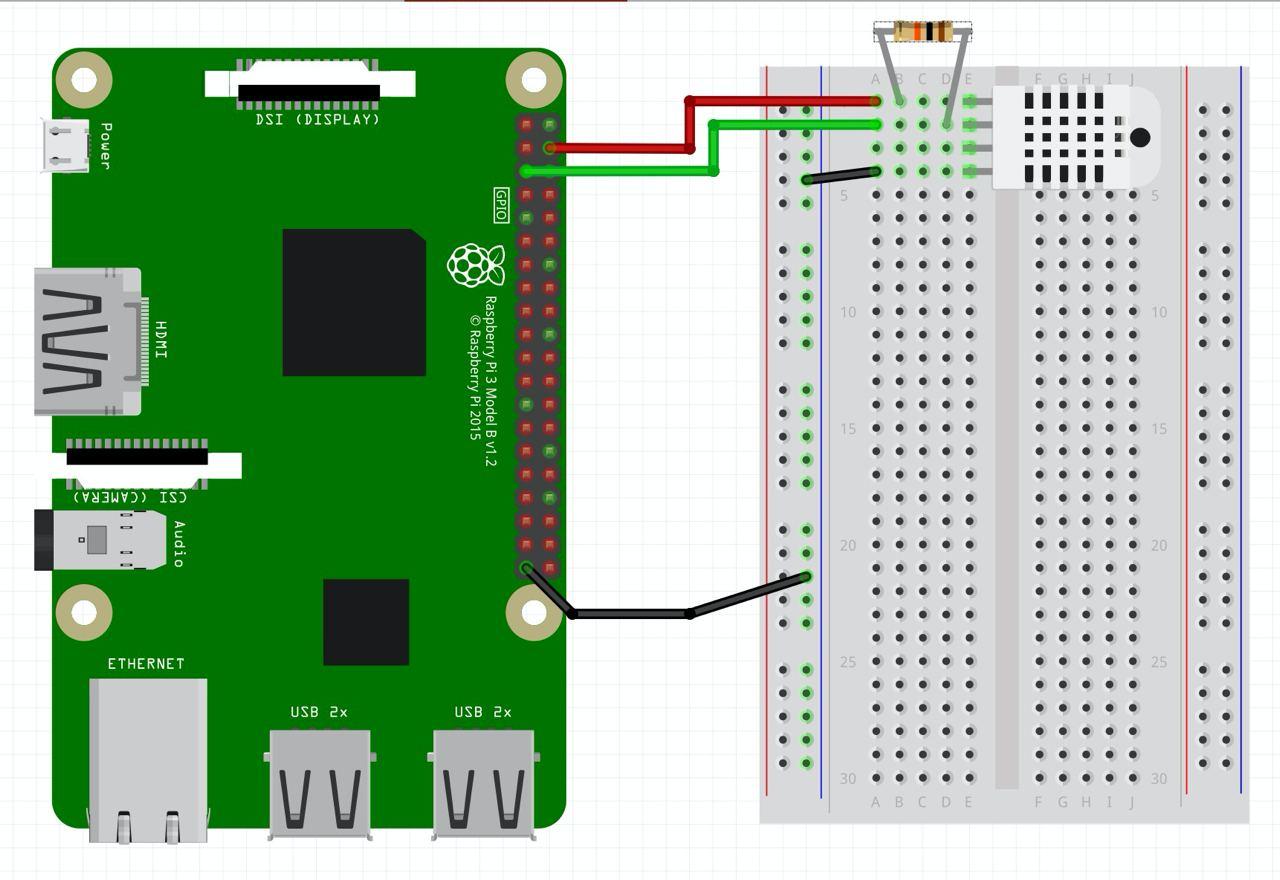 A B C D E F G H I J
DSI (DISPLAY)
Power
5 5
GPIO
10 10
HDMI
Raspberry Pi 3 Model B v1.2
© Raspberry Pi 2015
15 15
CSI (CAMERA)
Audio
20 20
ETHERNET
25 25
USB 2x USB 2x
30 30
A B C D E F G H I J